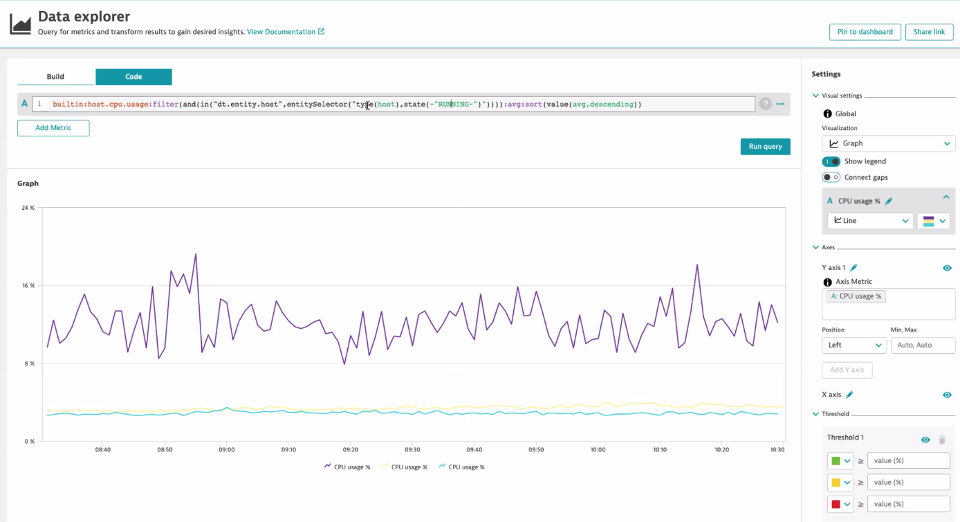 Data explorer
Query for metrics and transform results to gain desired insights. View Documentation
Pin to dashboard
Share link
Build
Code
A
1
builtin:host.cpu.usage:filter(and(in("dt.entity.host",entitySelector("type(host),state(~"RUNNING~")")))):avg:sort(value(avg,descending))
?
Add Metric
Run query
Graph
24 %
16 %
8 %
0 %
08:40
08:50
09:00
09:10
09:20
09:30
09:40
09:50
10:00
10:10
10:20
10:30
CPU usage %
CPU usage %
CPU usage %
Settings
Visual settings
Global
Visualization
Graph
Show legend
Connect gaps
A CPU usage %
Line
Axes
Y axis 1
Axis Metric
A: CPU usage %
Position
Min, Max
Left
Auto, Auto
Add Y axis
X axis
Threshold
Threshold 1
≥ value (%)
≥ value (%)
≥ value (%)